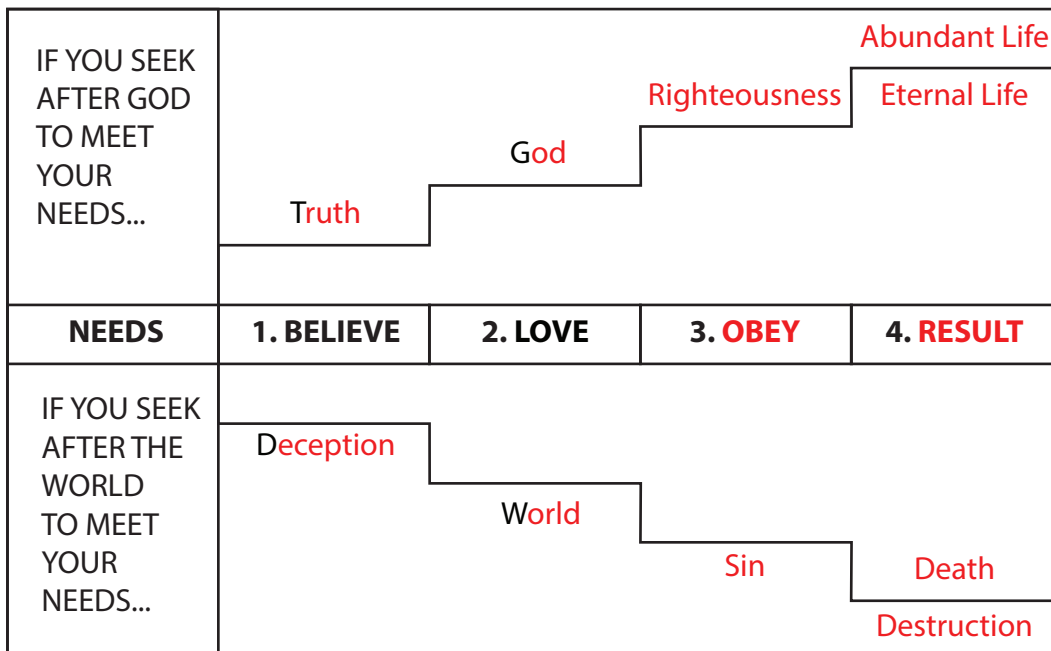 IF YOU SEEK
AFTER GOD
TO MEET
YOUR
NEEDS...
Truth
God
Righteousness
Abundant Life
Eternal Life
NEEDS
1. BELIEVE
2. LOVE
3. OBEY
4. RESULT
IF YOU SEEK
AFTER THE
WORLD
TO MEET
YOUR
NEEDS...
Deception
World
Sin
Death
Destruction